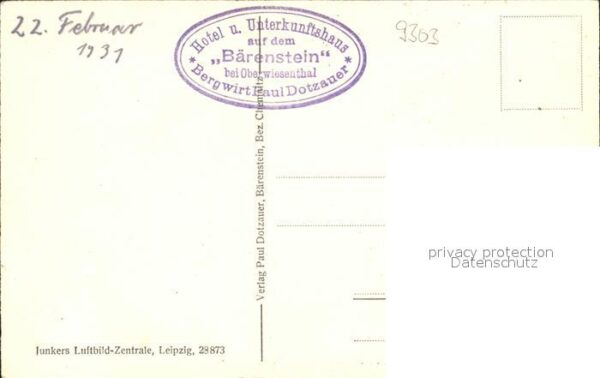 22. Februar
1931
Hotel u. Unterkunftshaus
auf dem
„Bärenstein“
bei Oberwiesenthal
* Bergwirt Paul Dotzauer *
9363
Verlag Paul Dotzauer, Bärenstein, Bez. Chemnitz
privacy protection
Datenschutz
Junkers Luftbild-Zentrale, Leipzig, 28873